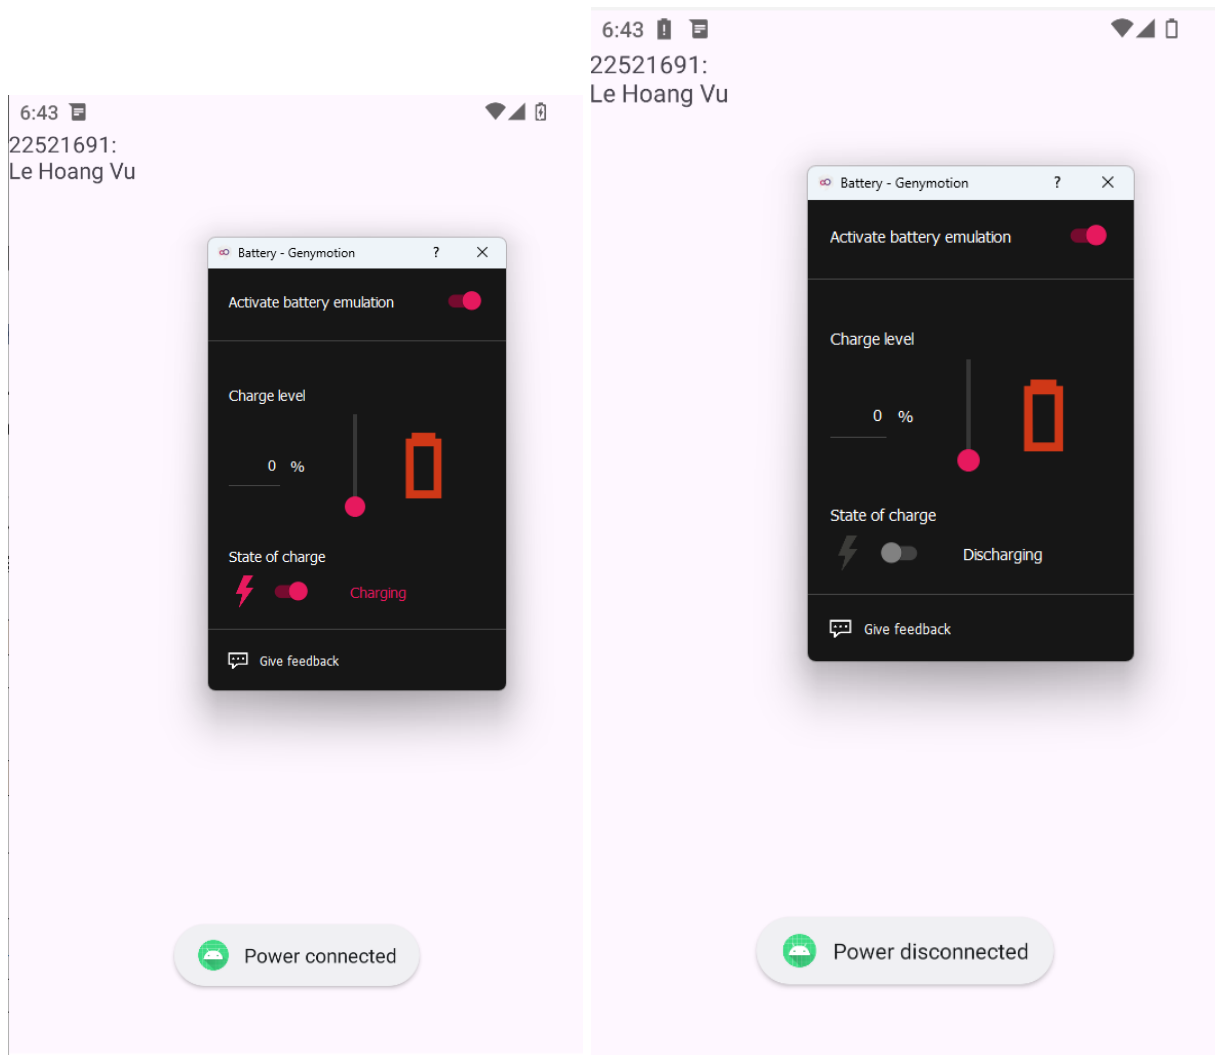 6:43
22521691:
Le Hoang Vu
Battery - Genymotion ?
Activate battery emulation
Charge level
0 %
State of charge
Charging
Give feedback
Power connected
6:43
22521691:
Le Hoang Vu
Battery - Genymotion ?
Activate battery emulation
Charge level
0 %
State of charge
Discharging
Give feedback
Power disconnected